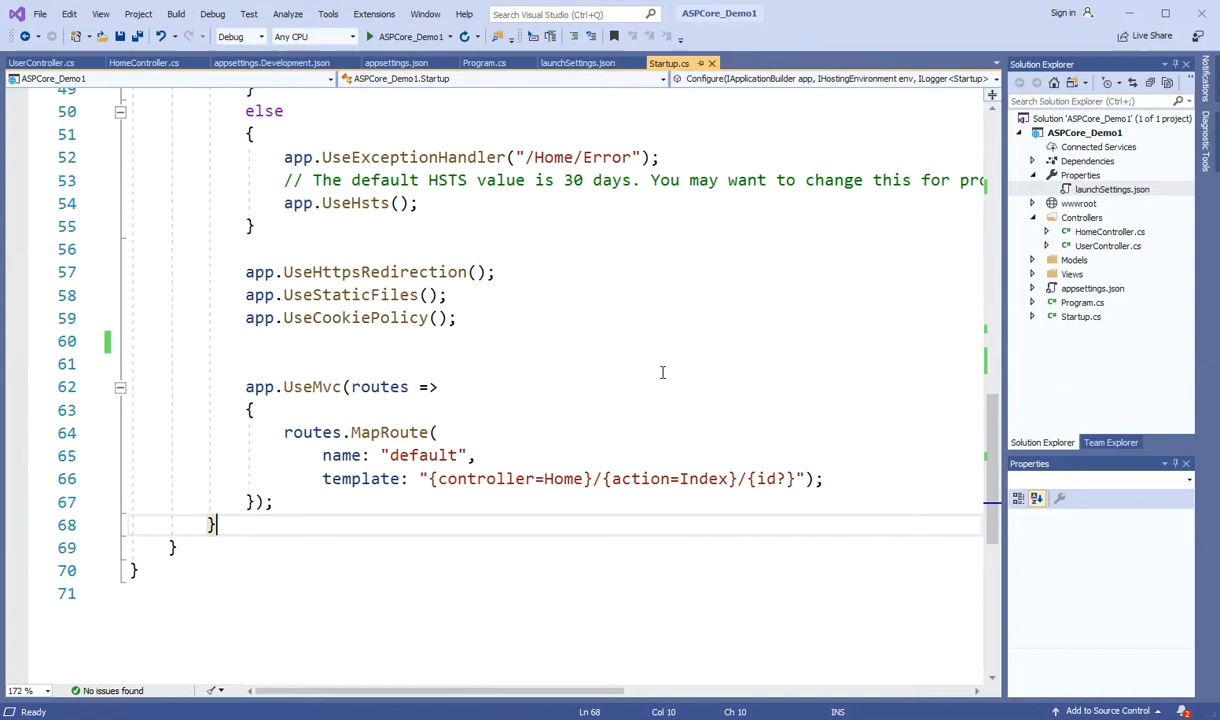 File Edit View Project Build Debug Test Analyze Tools Extensions Window Help Search Visual Studio (Ctrl+Q) ASPCore_Demo1 Sign in
Debug Any CPU ASPCore_Demo1 Live Share
UserController.cs HomeController.cs appsettings.Development.json appsettings.json Program.cs launchSettings.json Startup.cs
ASPCore_Demo1 ASPCore_Demo1.Startup Configure(IApplicationBuilder app, IHostingEnvironment env, ILogger<Startup>
49 }
50 else
51 {
52 app.UseExceptionHandler("/Home/Error");
53 // The default HSTS value is 30 days. You may want to change this for pro
54 app.UseHsts();
55 }
56
57 app.UseHttpsRedirection();
58 app.UseStaticFiles();
59 app.UseCookiePolicy();
60
61
62 app.UseMvc(routes =>
63 {
64 routes.MapRoute(
65 name: "default",
66 template: "{controller=Home}/{action=Index}/{id?}");
67 });
68 }
69 }
70 }
71
172 % No issues found
Solution Explorer
Search Solution Explorer (Ctrl+;)
Solution 'ASPCore_Demo1' (1 of 1 project)
ASPCore_Demo1
Connected Services
Dependencies
Properties
launchSettings.json
wwwroot
Controllers
HomeController.cs
UserController.cs
Models
Views
appsettings.json
Program.cs
Startup.cs
Solution Explorer Team Explorer
Properties
Notifications
Diagnostic Tools
Ready Ln 68 Col 10 Ch 10 INS Add to Source Control 2